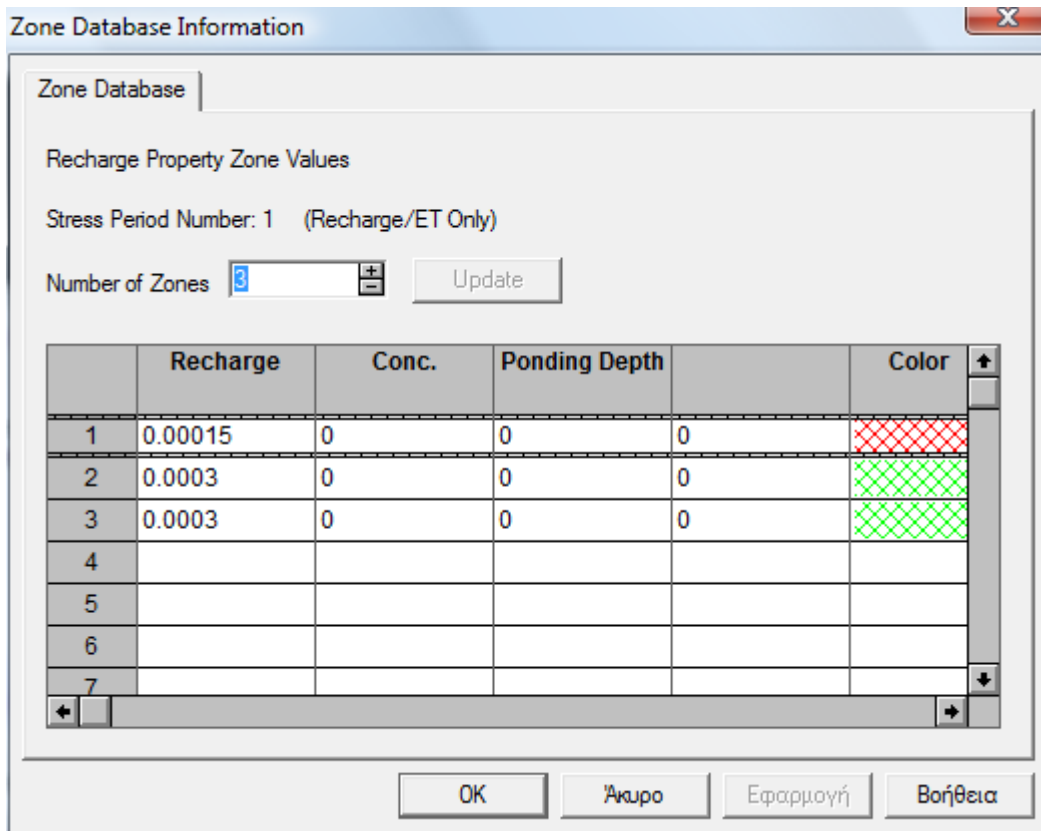 Zone Database Information
Zone Database
Recharge Property Zone Values
Stress Period Number: 1 (Recharge/ET Only)
Number of Zones 3 Update
Recharge Conc. Ponding Depth Color
1 0.00015 0 0 0
2 0.0003 0 0 0
3 0.0003 0 0 0
4
5
6
7
OK Άκυρο Εφαρμογή Βοήθεια